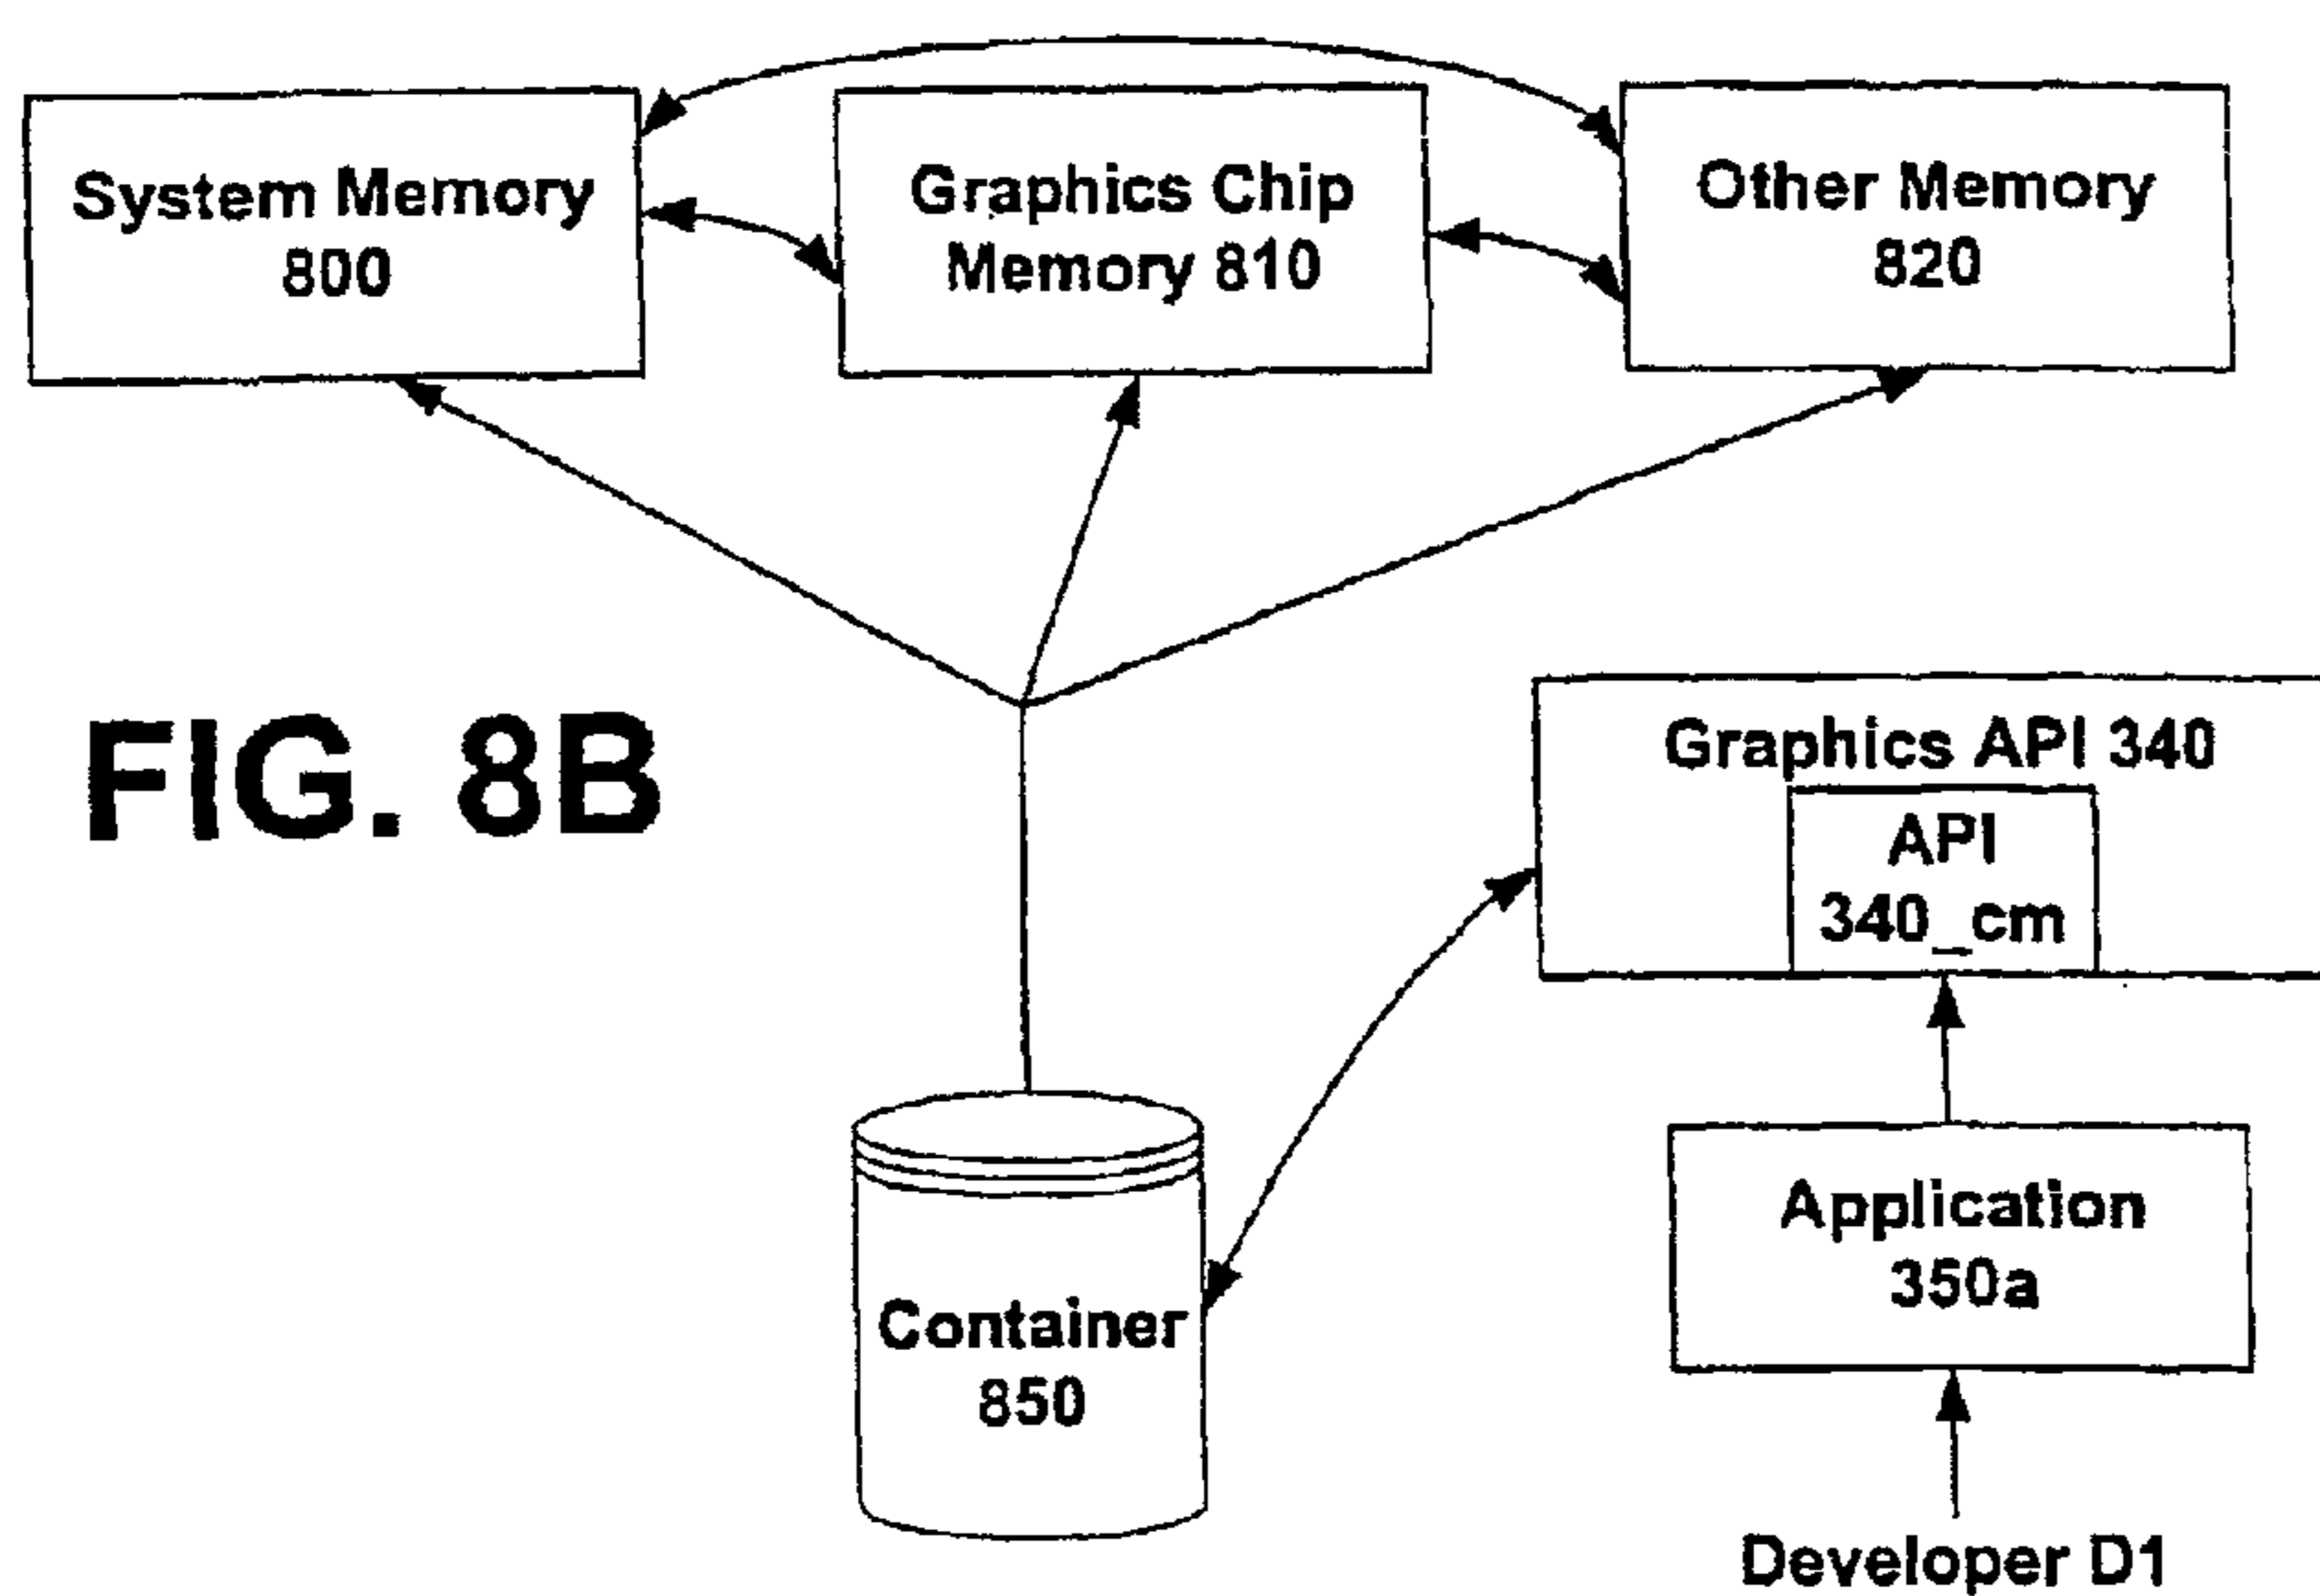 System Memory
800
Graphics Chip
Memory 810
Other Memory
820
FIG. 8B
Graphics API 340
API
340_cm
Application
350a
Container
850
Developer D1